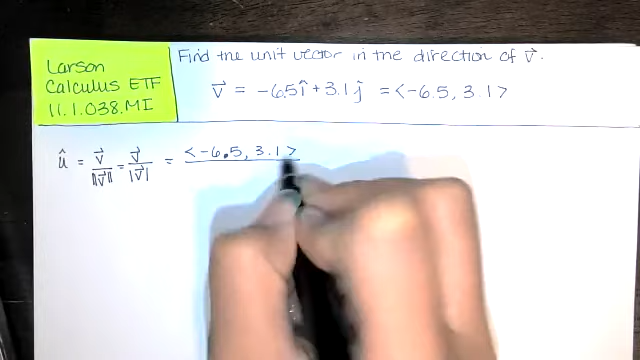 Larson
Calculus ETF
11.1.038.MI
Find the unit vector in the direction of v⃗.
v⃗ = -6.5î + 3.1ĵ = <-6.5, 3.1>
û = v⃗/||v⃗|| = v⃗/|v⃗| = <-6.5, 3.1>